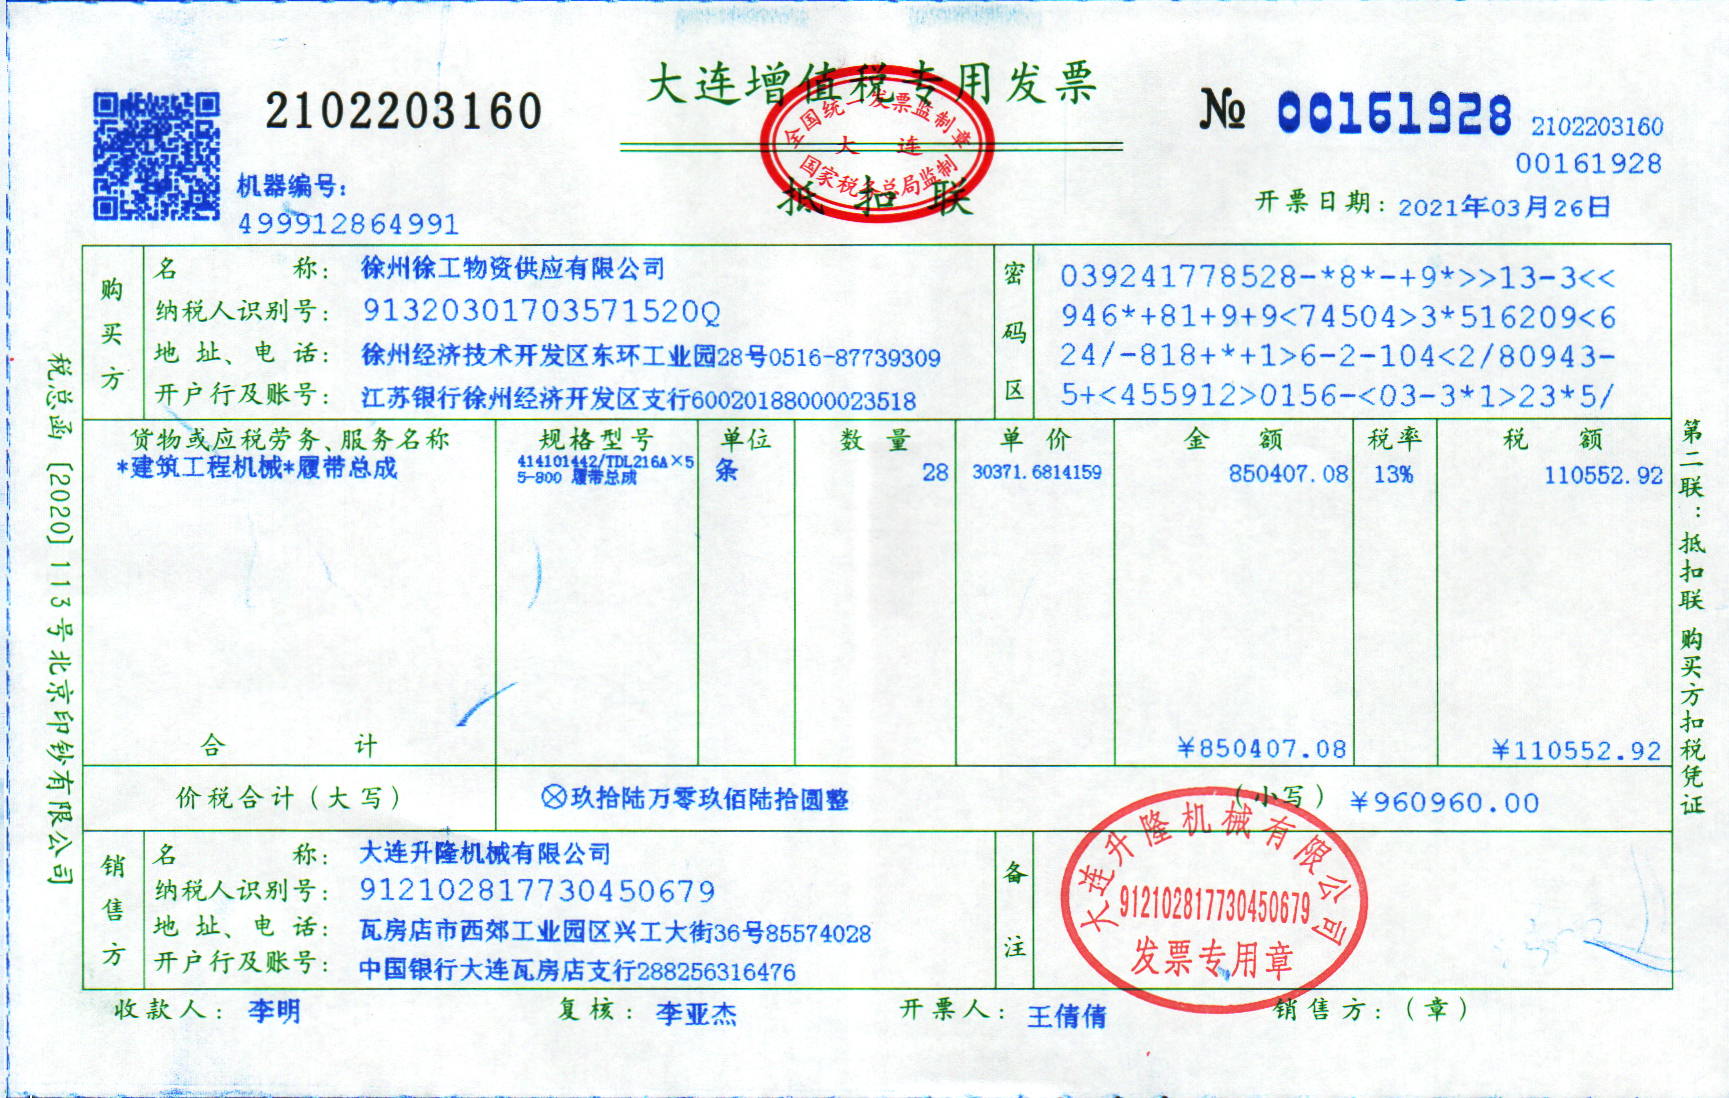 大连增值税专用发票
全国统一发票监制章
大连
国家税务总局监制
抵扣联
2102203160
№ 00161928
2102203160
00161928
机器编号:
499912864991
开票日期: 2021年03月26日
购买方
名称: 徐州徐工物资供应有限公司
纳税人识别号: 91320301703571520Q
地址、电话: 徐州经济技术开发区东环工业园28号0516-87739309
开户行及账号: 江苏银行徐州经济开发区支行60020188000023518
密码区
039241778528-*8*-+9*>>13-3<<
946*+81+9+9<74504>3*516209<6
24/-818+*+1>6-2-104<2/80943-
5+<455912>0156-<03-3*1>23*5/
货物或应税劳务、服务名称 规格型号 单位 数量 单价 金额 税率 税额
*建筑工程机械*履带总成 414101442/TDL216A×5 条 28 30371.6814159 850407.08 13% 110552.92
5-800 履带总成
合计 ¥850407.08 ¥110552.92
价税合计(大写) ⊗玖拾陆万零玖佰陆拾圆整 (小写) ¥960960.00
销售方
名称: 大连升隆机械有限公司
纳税人识别号: 912102817730450679
地址、电话: 瓦房店市西郊工业园区兴工大街36号85574028
开户行及账号: 中国银行大连瓦房店支行288256316476
备注
大连升隆机械有限公司
912102817730450679
发票专用章
收款人: 李明 复核: 李亚杰 开票人: 王倩倩 销售方:(章)
税总函〔2020〕113号北京印钞有限公司
第二联:抵扣联 购买方扣税凭证